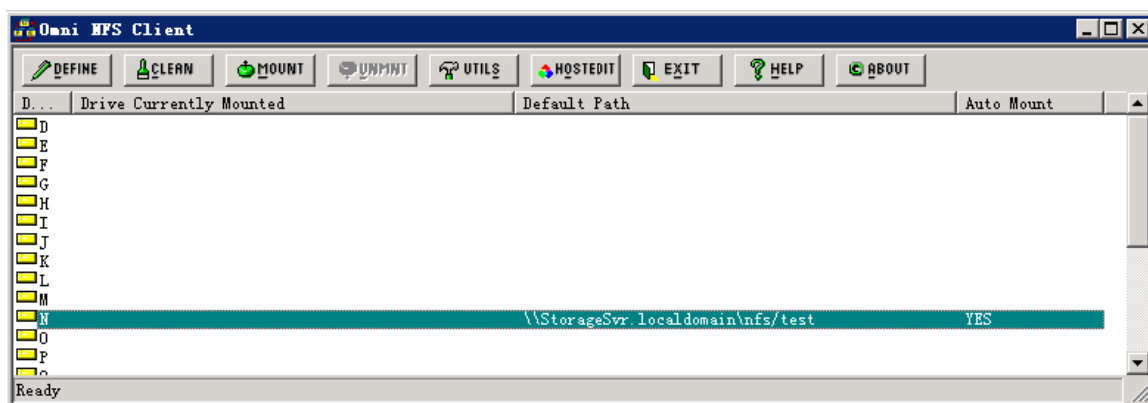 Omni NFS Client
DEFINE CLEAN MOUNT UNMNT UTILS HOSTEDIT EXIT HELP ABOUT
D... Drive Currently Mounted Default Path Auto Mount
D
E
F
G
H
I
J
K
L
M
N \\StorageSvr.localdomain\nfs/test YES
O
P
Ready